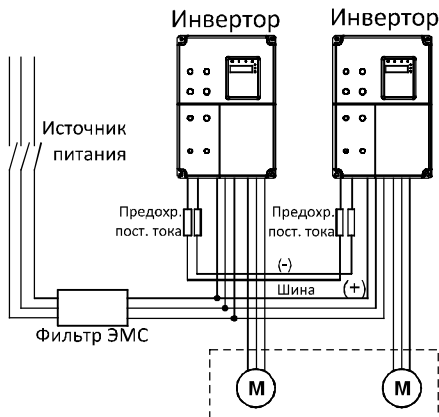 Инвертор
Инвертор
Источник
питания
Предохр.
пост. тока
Предохр.
пост. тока
(-)
Шина
(+)
Фильтр ЭМС
М
М